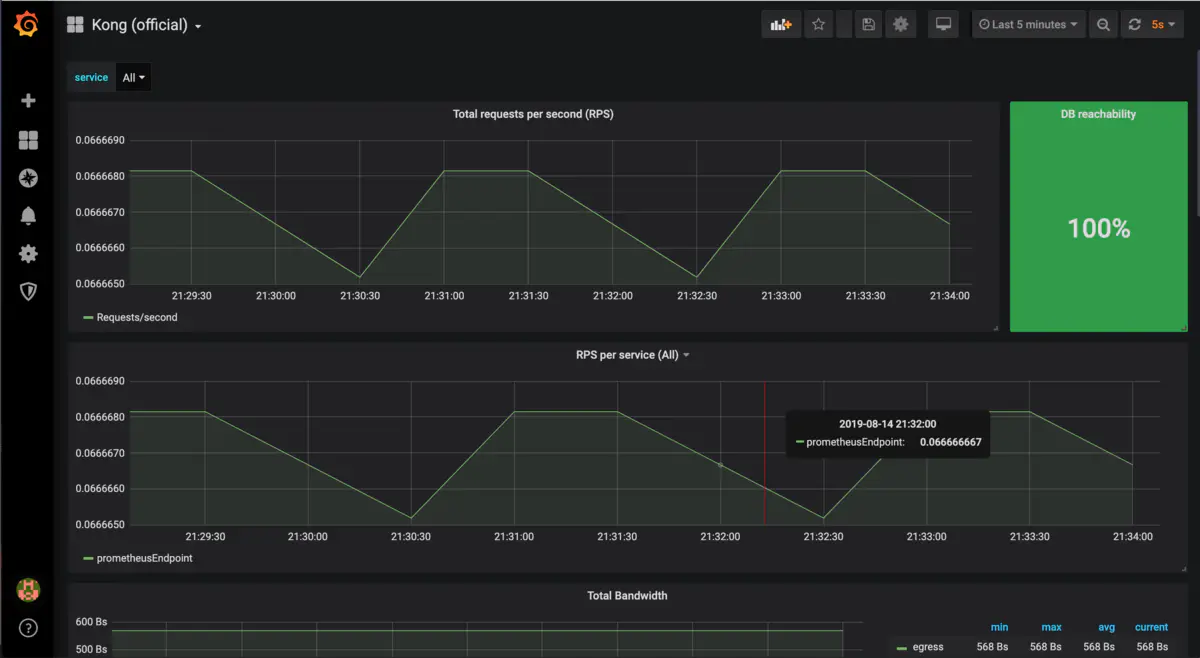 Kong (official)
Last 5 minutes
5s
service All
Total requests per second (RPS)
0.0666690
0.0666680
0.0666670
0.0666660
0.0666650
21:29:30 21:30:00 21:30:30 21:31:00 21:31:30 21:32:00 21:32:30 21:33:00 21:33:30 21:34:00
Requests/second
DB reachability
100%
RPS per service (All)
0.0666690
0.0666680
0.0666670
0.0666660
0.0666650
21:29:30 21:30:00 21:30:30 21:31:00 21:31:30 21:32:00 21:32:30 21:33:00 21:33:30 21:34:00
2019-08-14 21:32:00
prometheusEndpoint: 0.066666667
prometheusEndpoint
Total Bandwidth
600 Bs
500 Bs
min max avg current
egress 568 Bs 568 Bs 568 Bs 568 Bs